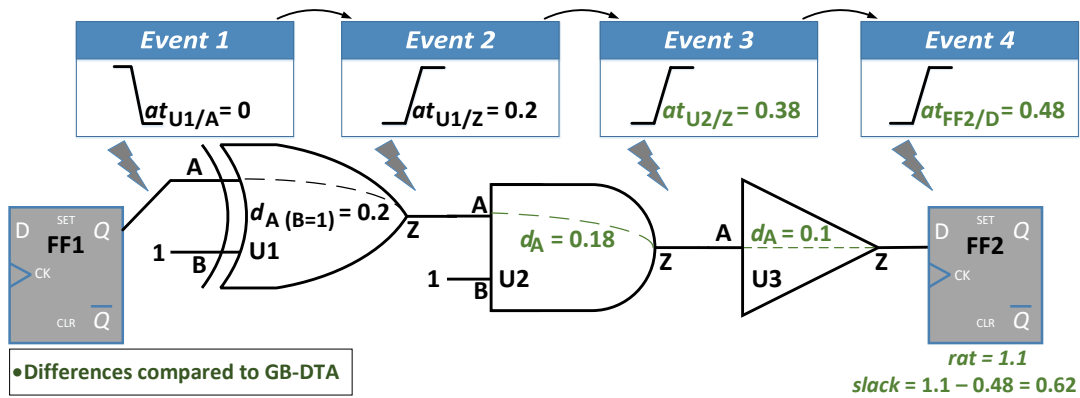 Event 1
Event 2
Event 3
Event 4
at U1/A = 0
at U1/Z = 0.2
at U2/Z = 0.38
at FF2/D = 0.48
A
d A (B=1) = 0.2
Z
1
B
U1
A
d A = 0.18
Z
1
B
U2
A
d A = 0.1
Z
U3
D
SET
Q
FF1
CK
CLR
Q
D
SET
Q
FF2
CK
CLR
Q
•Differences compared to GB-DTA
rat = 1.1
slack = 1.1 – 0.48 = 0.62